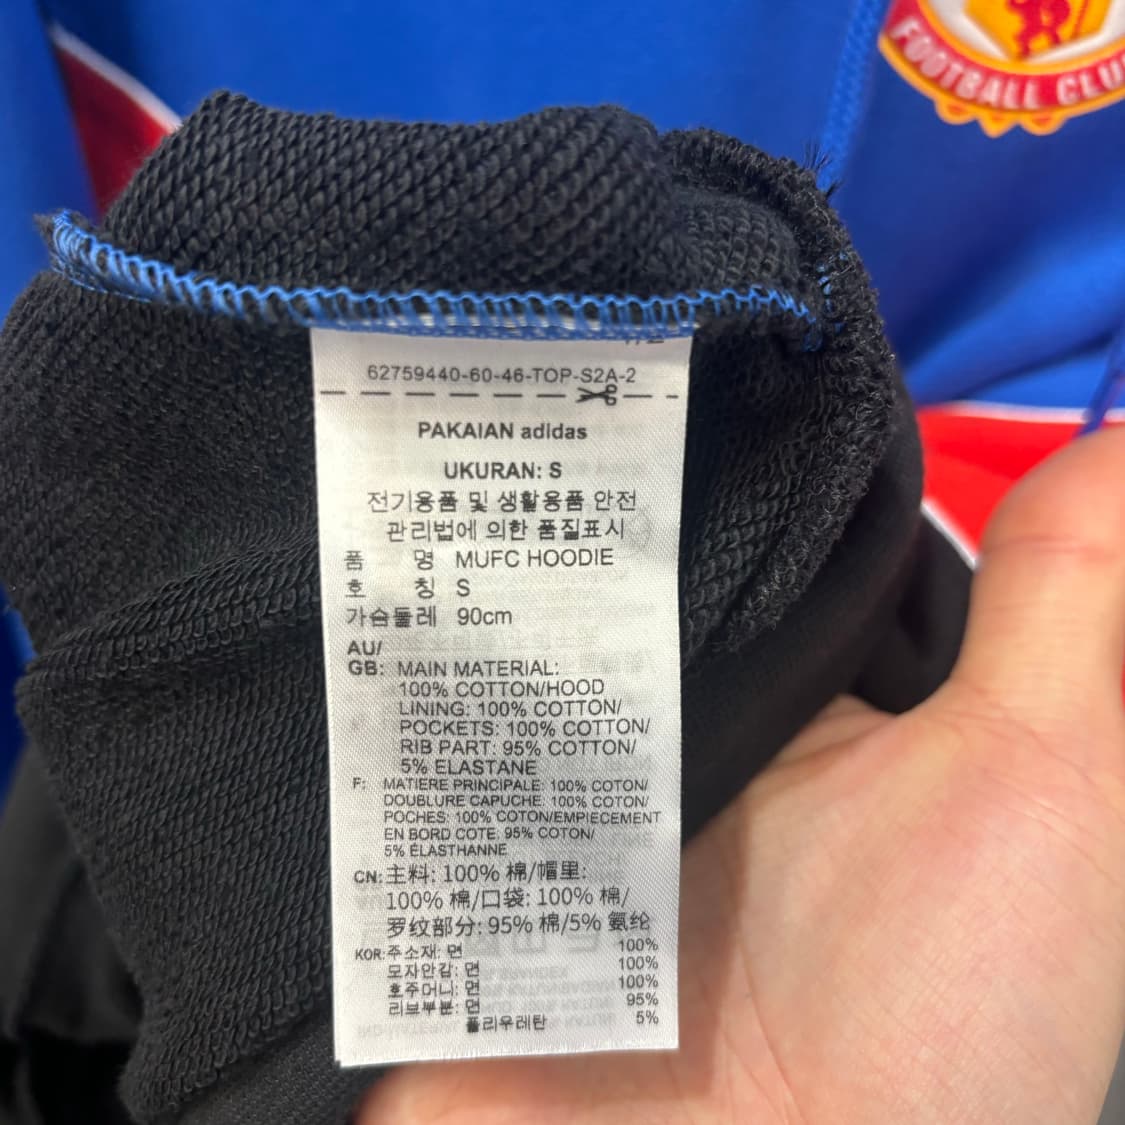 FOOTBALL CLU
62759440-60-46-TOP-S2A-2
PAKAIAN adidas
UKURAN: S
전기용품 및 생활용품 안전
관리법에 의한 품질표시
품 명 MUFC HOODIE
호 칭 S
가슴둘레 90cm
AU/
GB: MAIN MATERIAL:
100% COTTON/HOOD
LINING: 100% COTTON/
POCKETS: 100% COTTON/
RIB PART: 95% COTTON/
5% ELASTANE
F: MATIERE PRINCIPALE: 100% COTON/
DOUBLURE CAPUCHE: 100% COTON/
POCHES: 100% COTON/EMPIECEMENT
EN BORD COTE: 95% COTON/
5% ÉLASTHANNE
CN: 主料: 100% 棉/帽里:
100% 棉/口袋: 100% 棉/
罗纹部分: 95% 棉/5% 氨纶
KOR: 주소재: 면 100%
모자안감: 면 100%
호주머니: 면 100%
리브부분: 면 95%
폴리우레탄 5%